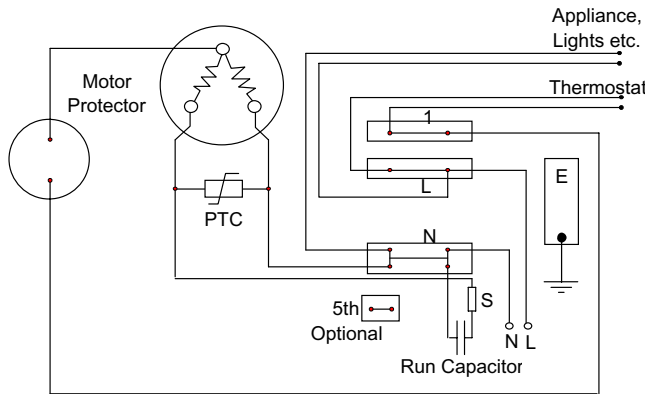 Appliance,
Lights etc.
Motor
Protector
Thermostat
1
L
E
PTC
N
5th
Optional
S
N L
Run Capacitor